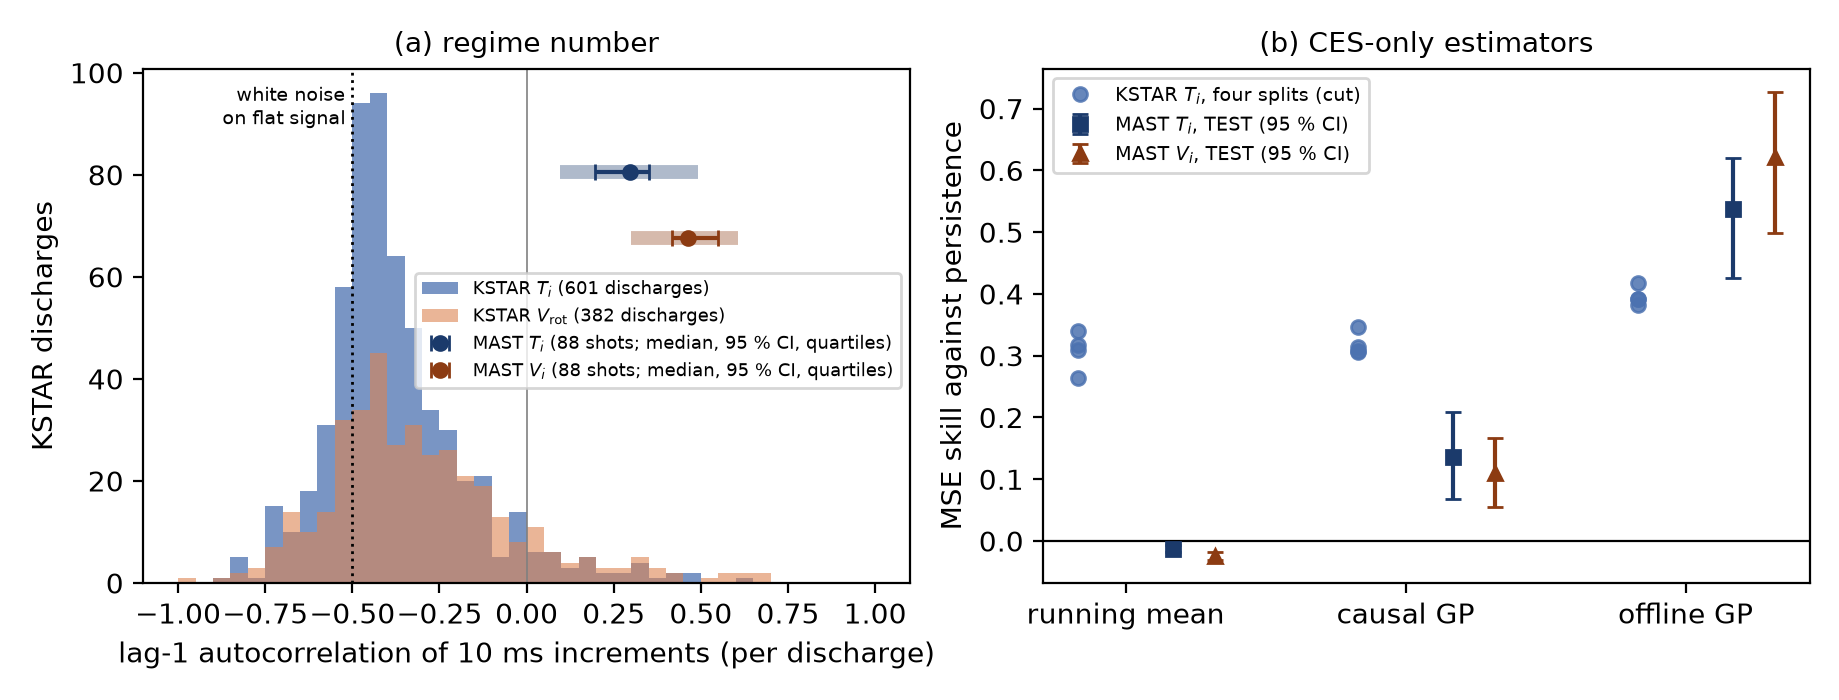 (a) regime number
100
80
60
40
20
0
KSTAR discharges
white noise
on flat signal
KSTAR Ti (601 discharges)
KSTAR Vrot (382 discharges)
MAST Ti (88 shots; median, 95 % CI, quartiles)
MAST Vi (88 shots; median, 95 % CI, quartiles)
−1.00 −0.75 −0.50 −0.25 0.00 0.25 0.50 0.75 1.00
lag-1 autocorrelation of 10 ms increments (per discharge)
(b) CES-only estimators
0.7
0.6
0.5
0.4
0.3
0.2
0.1
0.0
MSE skill against persistence
KSTAR Ti, four splits (cut)
MAST Ti, TEST (95 % CI)
MAST Vi, TEST (95 % CI)
running mean causal GP offline GP